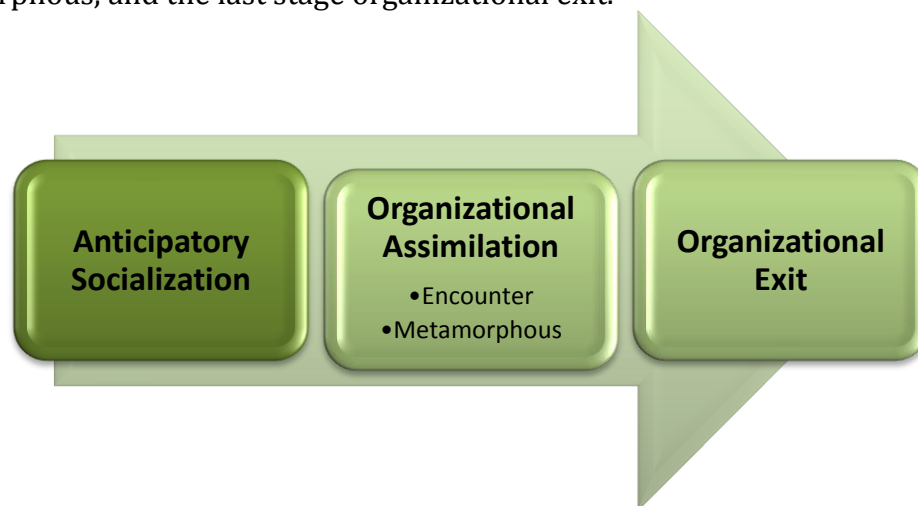 rphous, and the last stage organizational exit.
Anticipatory
Socialization
Organizational
Assimilation
•Encounter
•Metamorphous
Organizational
Exit